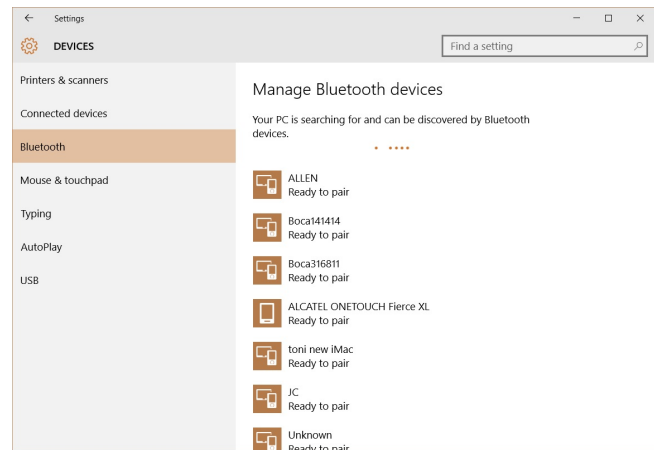 Settings
DEVICES
Find a setting
Printers & scanners
Connected devices
Bluetooth
Mouse & touchpad
Typing
AutoPlay
USB
Manage Bluetooth devices
Your PC is searching for and can be discovered by Bluetooth
devices.
ALLEN
Ready to pair
Boca141414
Ready to pair
Boca316811
Ready to pair
ALCATEL ONETOUCH Fierce XL
Ready to pair
toni new iMac
Ready to pair
JC
Ready to pair
Unknown
Ready to pair